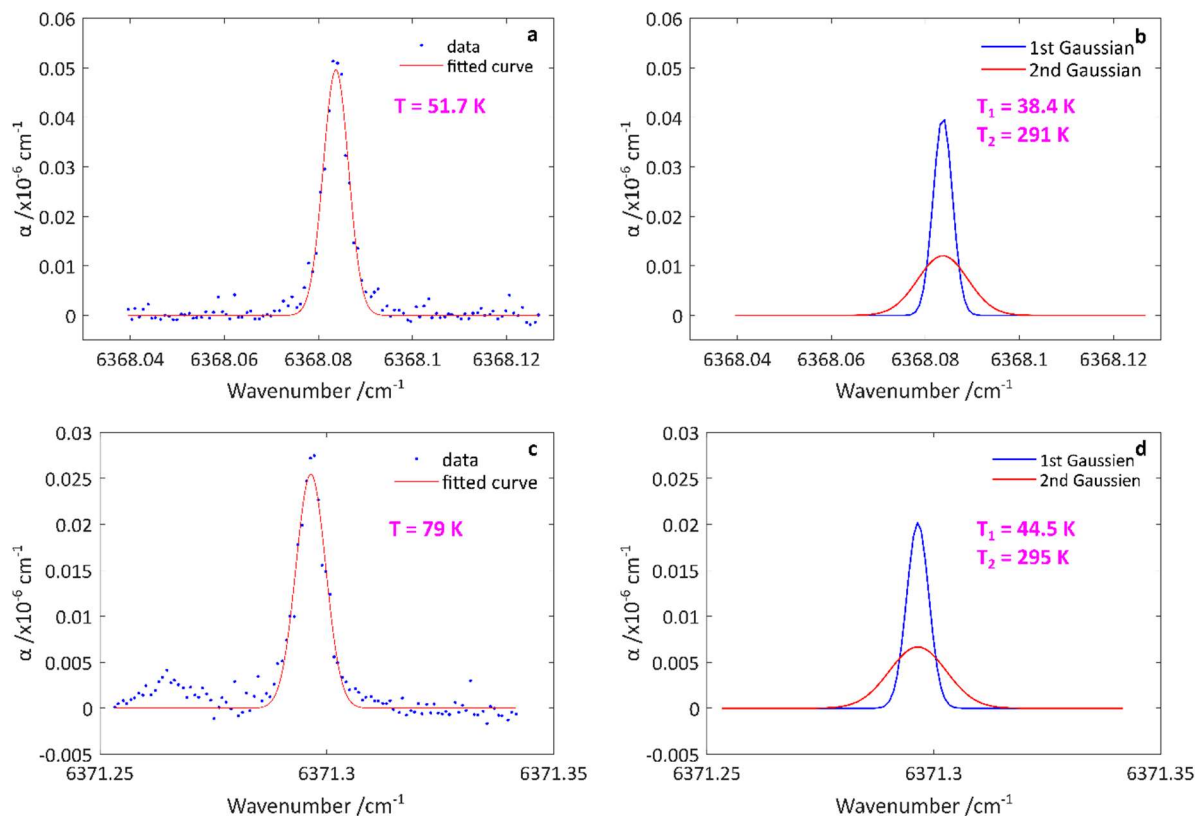 a
data
fitted curve
T = 51.7 K
0.06
0.05
0.04
0.03
0.02
0.01
0
α /x10⁻⁶ cm⁻¹
6368.04 6368.06 6368.08 6368.1 6368.12
Wavenumber /cm⁻¹
b
1st Gaussian
2nd Gaussian
T₁ = 38.4 K
T₂ = 291 K
0.06
0.05
0.04
0.03
0.02
0.01
0
α /x10⁻⁶ cm⁻¹
6368.04 6368.06 6368.08 6368.1 6368.12
Wavenumber /cm⁻¹
c
data
fitted curve
T = 79 K
0.03
0.025
0.02
0.015
0.01
0.005
0
-0.005
α /x10⁻⁶ cm⁻¹
6371.25 6371.3 6371.35
Wavenumber /cm⁻¹
d
1st Gaussien
2nd Gaussien
T₁ = 44.5 K
T₂ = 295 K
0.03
0.025
0.02
0.015
0.01
0.005
0
-0.005
α /x10⁻⁶ cm⁻¹
6371.25 6371.3 6371.35
Wavenumber /cm⁻¹